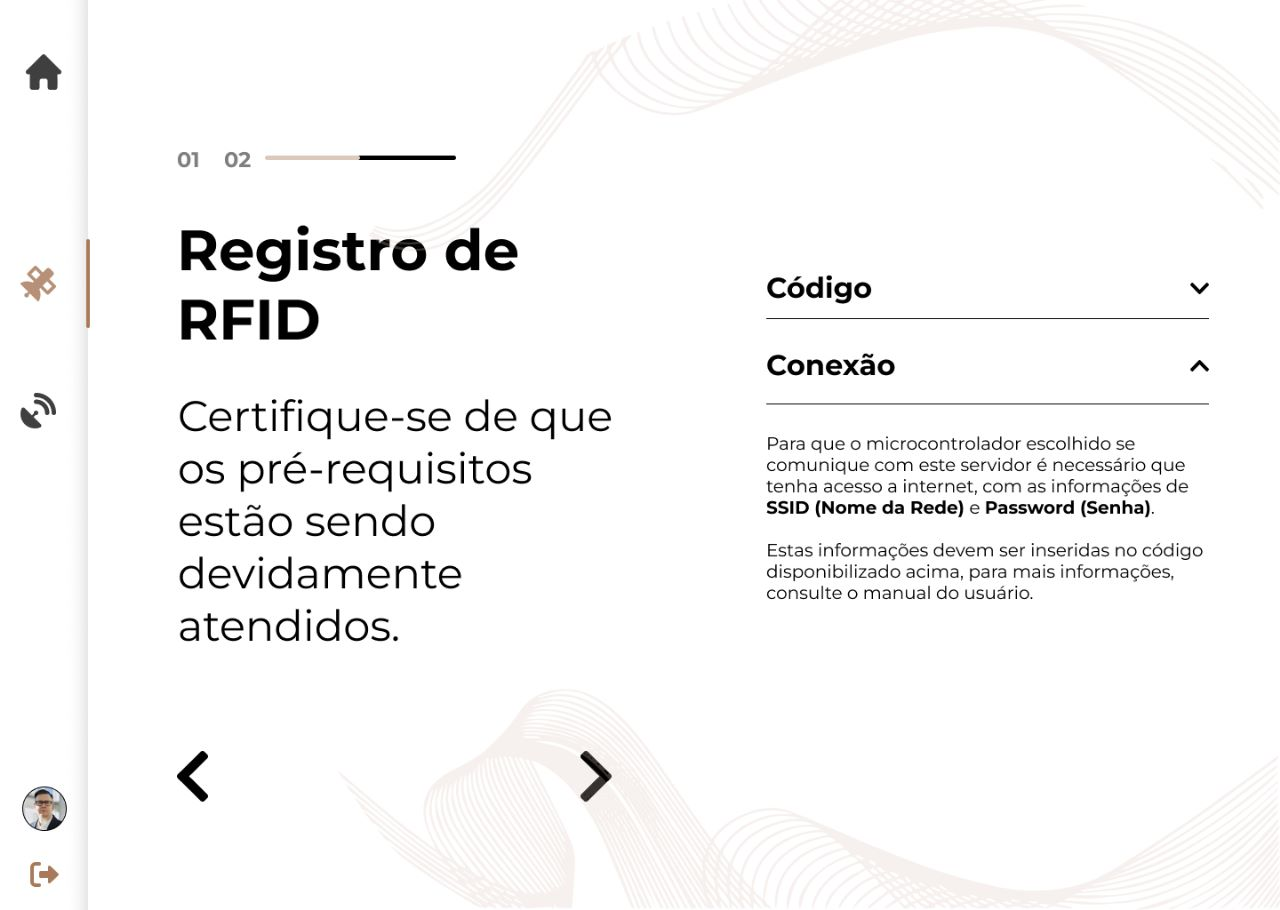 01 02
Registro de
RFID
Certifique-se de que
os pré-requisitos
estão sendo
devidamente
atendidos.
Código
Conexão
Para que o microcontrolador escolhido se
comunique com este servidor é necessário que
tenha acesso a internet, com as informações de
SSID (Nome da Rede) e Password (Senha).
Estas informações devem ser inseridas no código
disponibilizado acima, para mais informações,
consulte o manual do usuário.